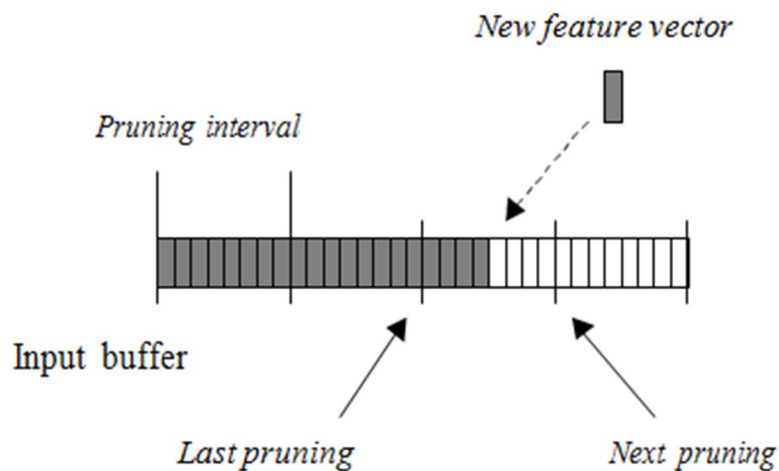 New feature vector
Pruning interval
Input buffer
Last pruning
Next pruning